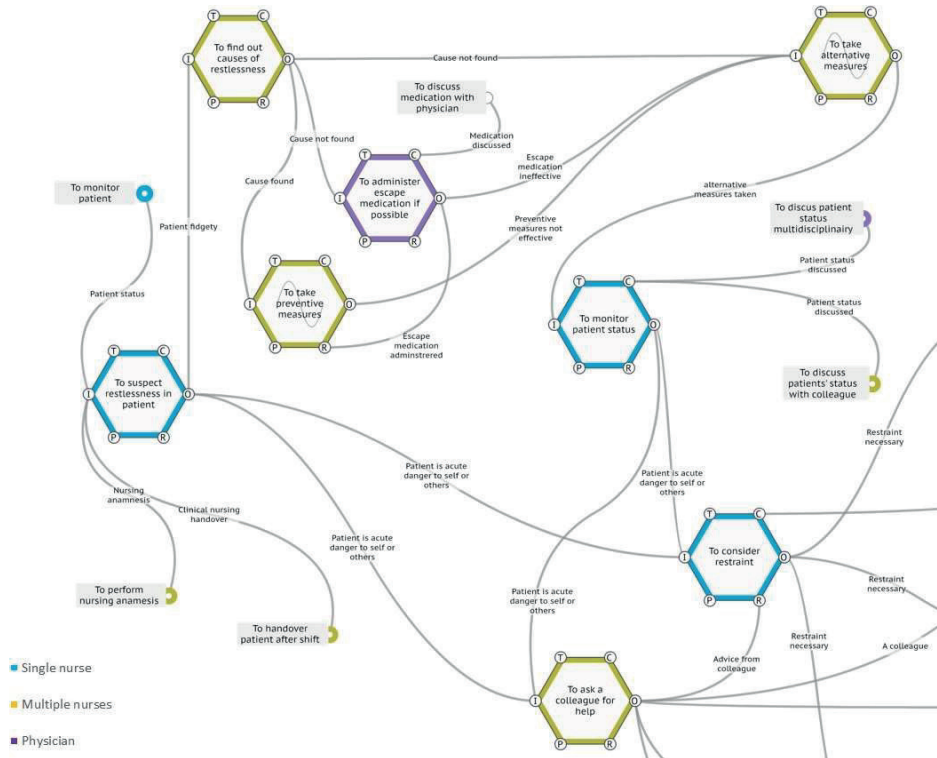 T
C
To find out
causes of
restlessness
I
O
P
R
Cause not found
T
C
To take
alternative
measures
I
O
P
R
To discuss
medication with
physician
Cause not found
Medication
discussed
T
C
To administer
escape
medication if
possible
I
O
P
R
Escape
medication
ineffective
Cause found
To monitor
patient
alternative
measures taken
Patient fidgety
Preventive
measures not
effective
To discus patient
status
multidisciplinairy
Patient status
discussed
T
C
To take
preventive
measures
I
O
P
R
Patient status
Escape
medication
adminstrered
T
C
To monitor
patient status
I
O
P
R
Patient status
discussed
To discuss
patients' status
with colleague
T
C
To suspect
restlessness in
patient
I
O
P
R
Restraint
necessary
Patient is acute
danger to self or
others
Patient is acute
danger to self or
others
Nursing
anamnesis
Clinical nursing
handover
Patient is acute
danger to self or
others
T
C
To consider
restraint
I
O
P
R
To perform
nursing anamesis
Patient is acute
danger to self or
others
Restraint
necessary
To handover
patient after shift
Restraint
necessary
A colleague
Advice from
colleague
T
C
To ask a
colleague for
help
I
O
P
R
Single nurse
Multiple nurses
Physician